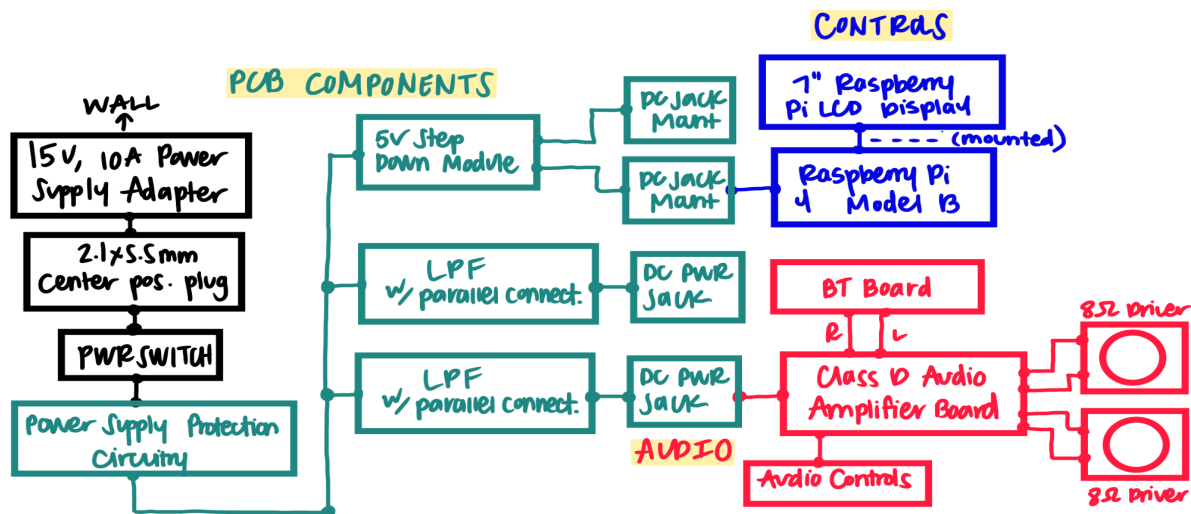 CONTROLS
PCB COMPONENTS
WALL
15V, 10A Power
Supply Adapter
2.1x5.5mm
Center pos. plug
PWR SWITCH
Power Supply Protection
Circuity
5V Step
Down Module
DC Jack
Mant
DC Jack
Mant
7" Raspberry
Pi LCD Display
(mounted)
Raspberry Pi
4 Model B
LPF
w/ parallel connect.
DC PWR
Jack
LPF
w/ parallel connect.
DC PWR
Jack
AUDIO
BT Board
R L
Class D Audio
Amplifier Board
Audio Controls
8Ω Driver
8Ω Driver